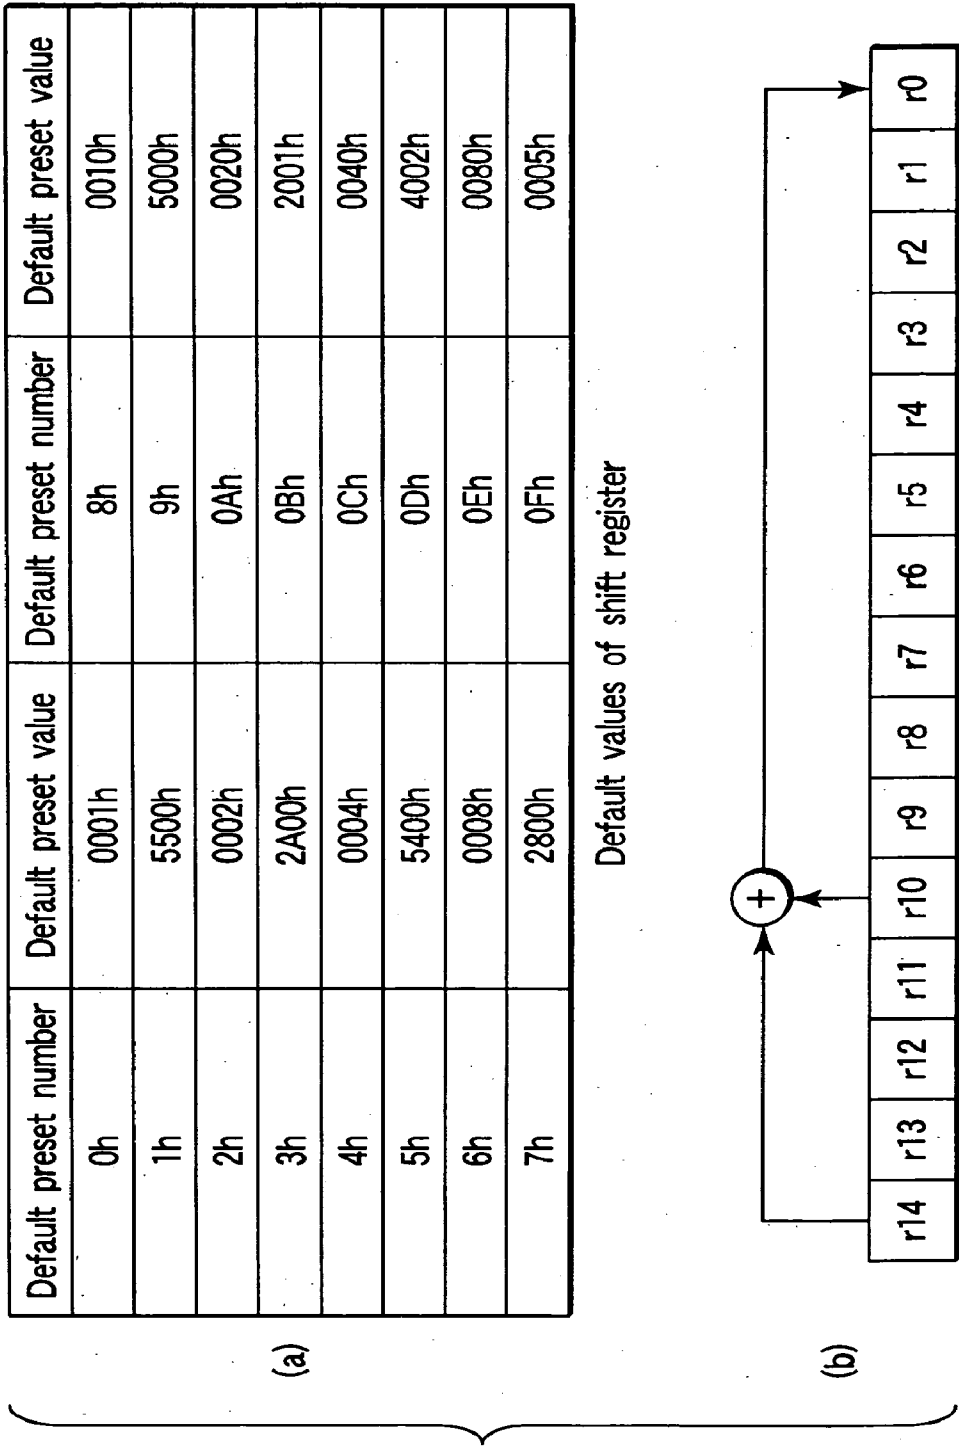 (a)
Default preset number Default preset value Default preset number Default preset value
0h 0001h 8h 0010h
1h 5500h 9h 5000h
2h 0002h 0Ah 0020h
3h 2A00h 0Bh 2001h
4h 0004h 0Ch 0040h
5h 5400h 0Dh 4002h
6h 0008h 0Eh 0080h
7h 2800h 0Fh 0005h
Default values of shift register
(b)
+
r14 r13 r12 r11 r10 r9 r8 r7 r6 r5 r4 r3 r2 r1 r0